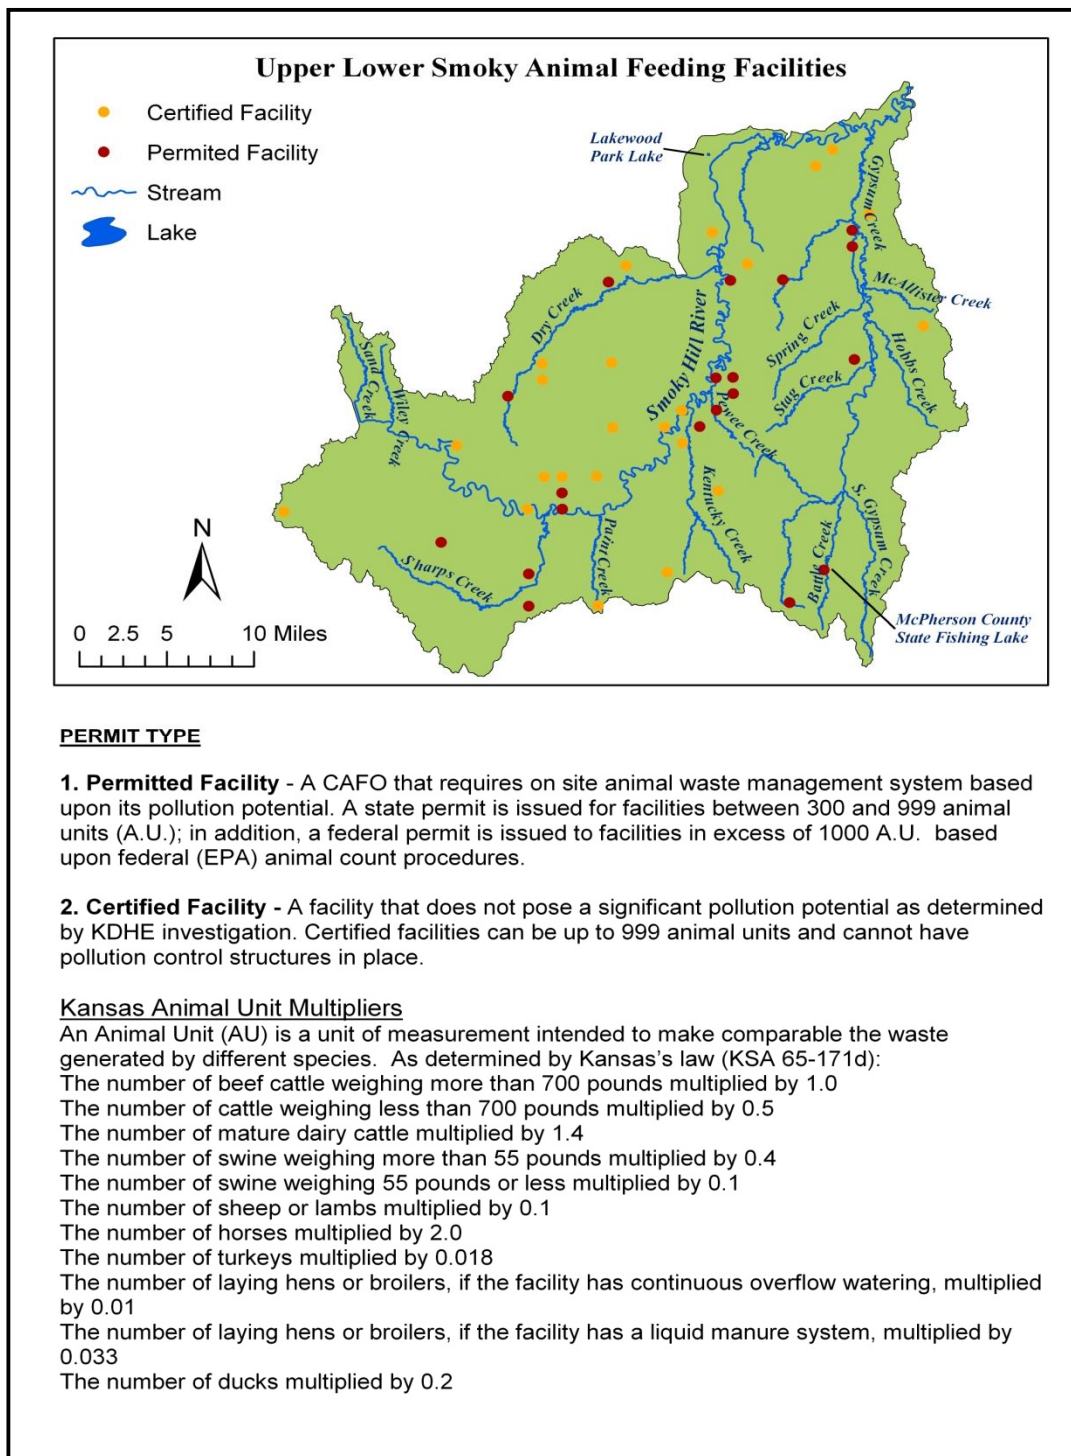 Upper Lower Smoky Animal Feeding Facilities
Certified Facility
Permited Facility
Stream
Lake
Lakewood
Park Lake
Gypsum Creek
McAllister Creek
Hobbs Creek
Spring Creek
Stag Creek
Smoky Hill River
Dry Creek
Sand Creek
Wiley Creek
Pewee Creek
Kentucky Creek
Paint Creek
Sharps Creek
Battle Creek
S. Gypsum Creek
McPherson County
State Fishing Lake
N
0 2.5 5 10 Miles
PERMIT TYPE
1. Permitted Facility - A CAFO that requires on site animal waste management system based
upon its pollution potential. A state permit is issued for facilities between 300 and 999 animal
units (A.U.); in addition, a federal permit is issued to facilities in excess of 1000 A.U. based
upon federal (EPA) animal count procedures.
2. Certified Facility - A facility that does not pose a significant pollution potential as determined
by KDHE investigation. Certified facilities can be up to 999 animal units and cannot have
pollution control structures in place.
Kansas Animal Unit Multipliers
An Animal Unit (AU) is a unit of measurement intended to make comparable the waste
generated by different species. As determined by Kansas's law (KSA 65-171d):
The number of beef cattle weighing more than 700 pounds multiplied by 1.0
The number of cattle weighing less than 700 pounds multiplied by 0.5
The number of mature dairy cattle multiplied by 1.4
The number of swine weighing more than 55 pounds multiplied by 0.4
The number of swine weighing 55 pounds or less multiplied by 0.1
The number of sheep or lambs multiplied by 0.1
The number of horses multiplied by 2.0
The number of turkeys multiplied by 0.018
The number of laying hens or broilers, if the facility has continuous overflow watering, multiplied
by 0.01
The number of laying hens or broilers, if the facility has a liquid manure system, multiplied by
0.033
The number of ducks multiplied by 0.2